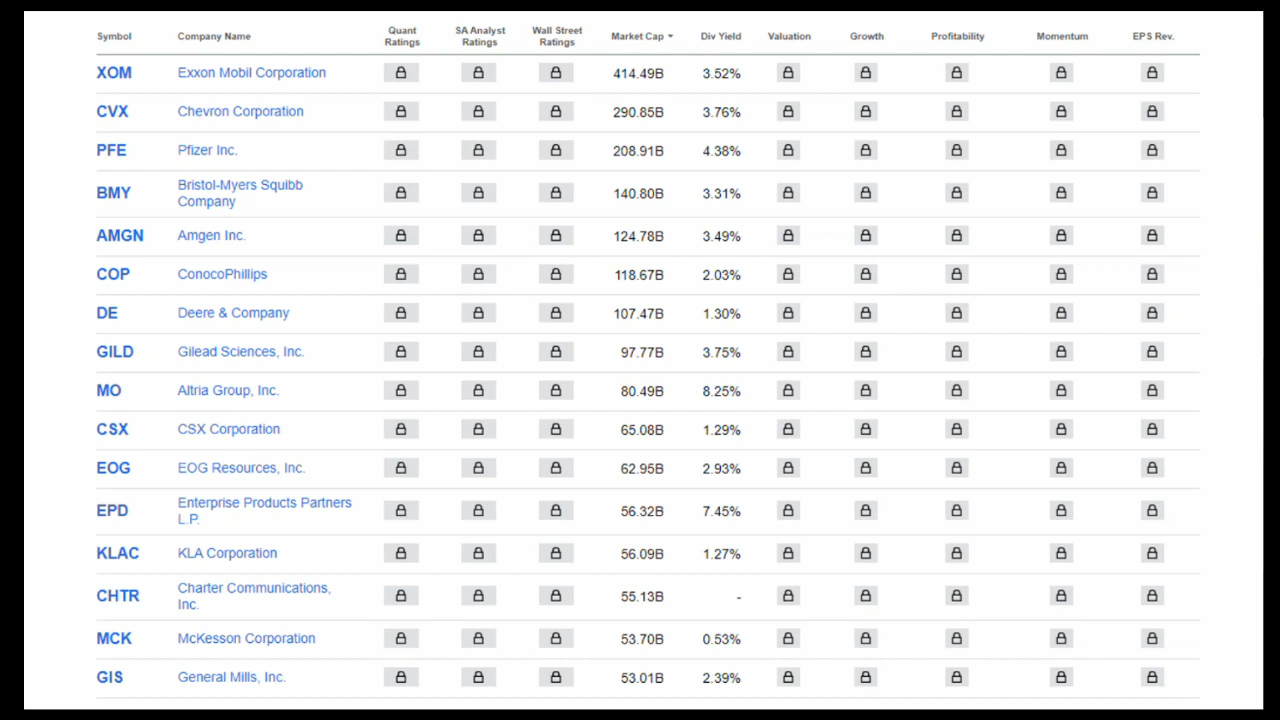 Symbol Company Name Quant Ratings SA Analyst Ratings Wall Street Ratings Market Cap Div Yield Valuation Growth Profitability Momentum EPS Rev.
XOM Exxon Mobil Corporation 414.49B 3.52%
CVX Chevron Corporation 290.85B 3.76%
PFE Pfizer Inc. 208.91B 4.38%
BMY Bristol-Myers Squibb Company 140.80B 3.31%
AMGN Amgen Inc. 124.78B 3.49%
COP ConocoPhillips 118.67B 2.03%
DE Deere & Company 107.47B 1.30%
GILD Gilead Sciences, Inc. 97.77B 3.75%
MO Altria Group, Inc. 80.49B 8.25%
CSX CSX Corporation 65.08B 1.29%
EOG EOG Resources, Inc. 62.95B 2.93%
EPD Enterprise Products Partners L.P. 56.32B 7.45%
KLAC KLA Corporation 56.09B 1.27%
CHTR Charter Communications, Inc. 55.13B -
MCK McKesson Corporation 53.70B 0.53%
GIS General Mills, Inc. 53.01B 2.39%